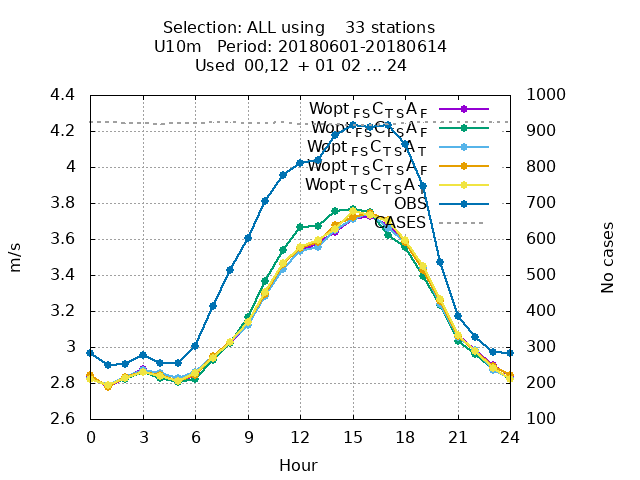 Selection: ALL using 33 stations
U10m Period: 20180601-20180614
Used 00,12 + 01 02 ... 24
4.4
4.2
4
3.8
3.6
3.4
3.2
3
2.8
2.6
m/s
1000
900
800
700
600
500
400
300
200
100
No cases
Wopt FS C TS A F
Wopt FS C FS A F
Wopt FS C TS A T
Wopt TS C TS A F
Wopt TS C TS A
OBS
CASES
0 3 6 9 12 15 18 21 24
Hour